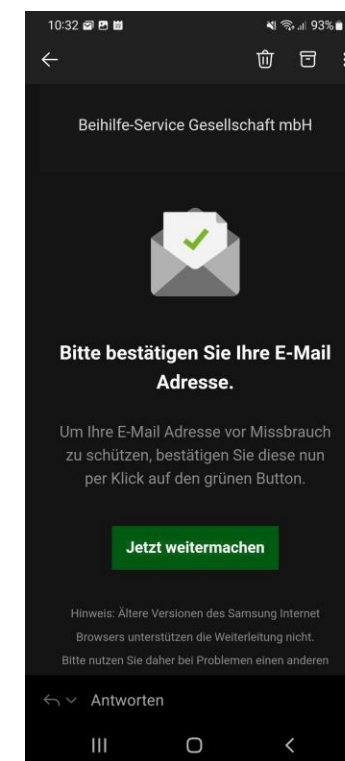 10:32 93%
Beihilfe-Service Gesellschaft mbH
Bitte bestätigen Sie Ihre E-Mail
Adresse.
Um Ihre E-Mail Adresse vor Missbrauch
zu schützen, bestätigen Sie diese nun
per Klick auf den grünen Button.
Jetzt weitermachen
Hinweis: Ältere Versionen des Samsung Internet
Browsers unterstützen die Weiterleitung nicht.
Bitte nutzen Sie daher bei Problemen einen anderen
Antworten